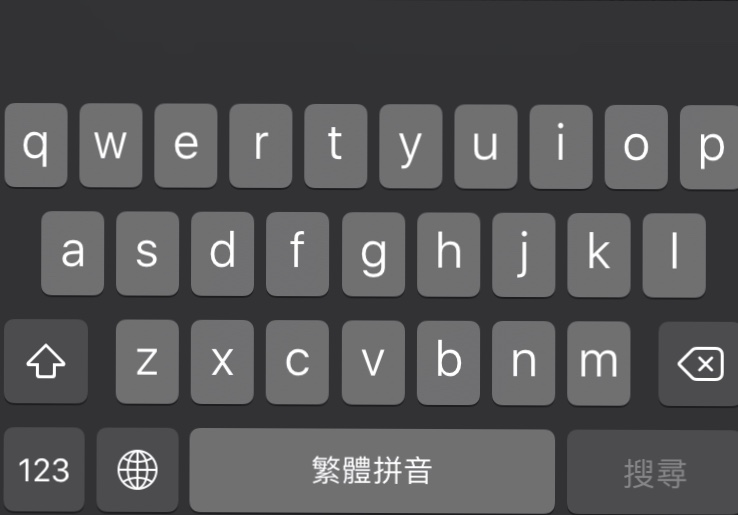 q w e r t y u i o p
a s d f g h j k l
z x c v b n m
123 繁體拼音 搜尋